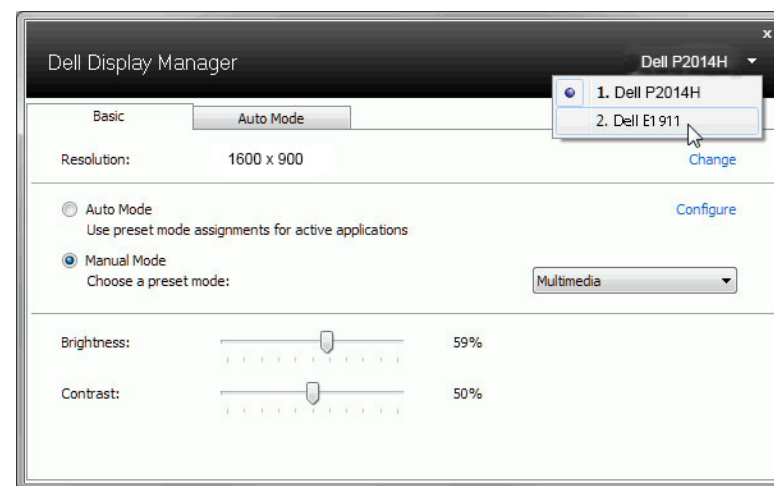 x
Dell Display Manager
Dell P2014H
1. Dell P2014H
2. Dell E1911
Basic
Auto Mode
Resolution:
1600 x 900
Change
Auto Mode
Configure
Use preset mode assignments for active applications
Manual Mode
Choose a preset mode:
Multimedia
Brightness:
59%
Contrast:
50%